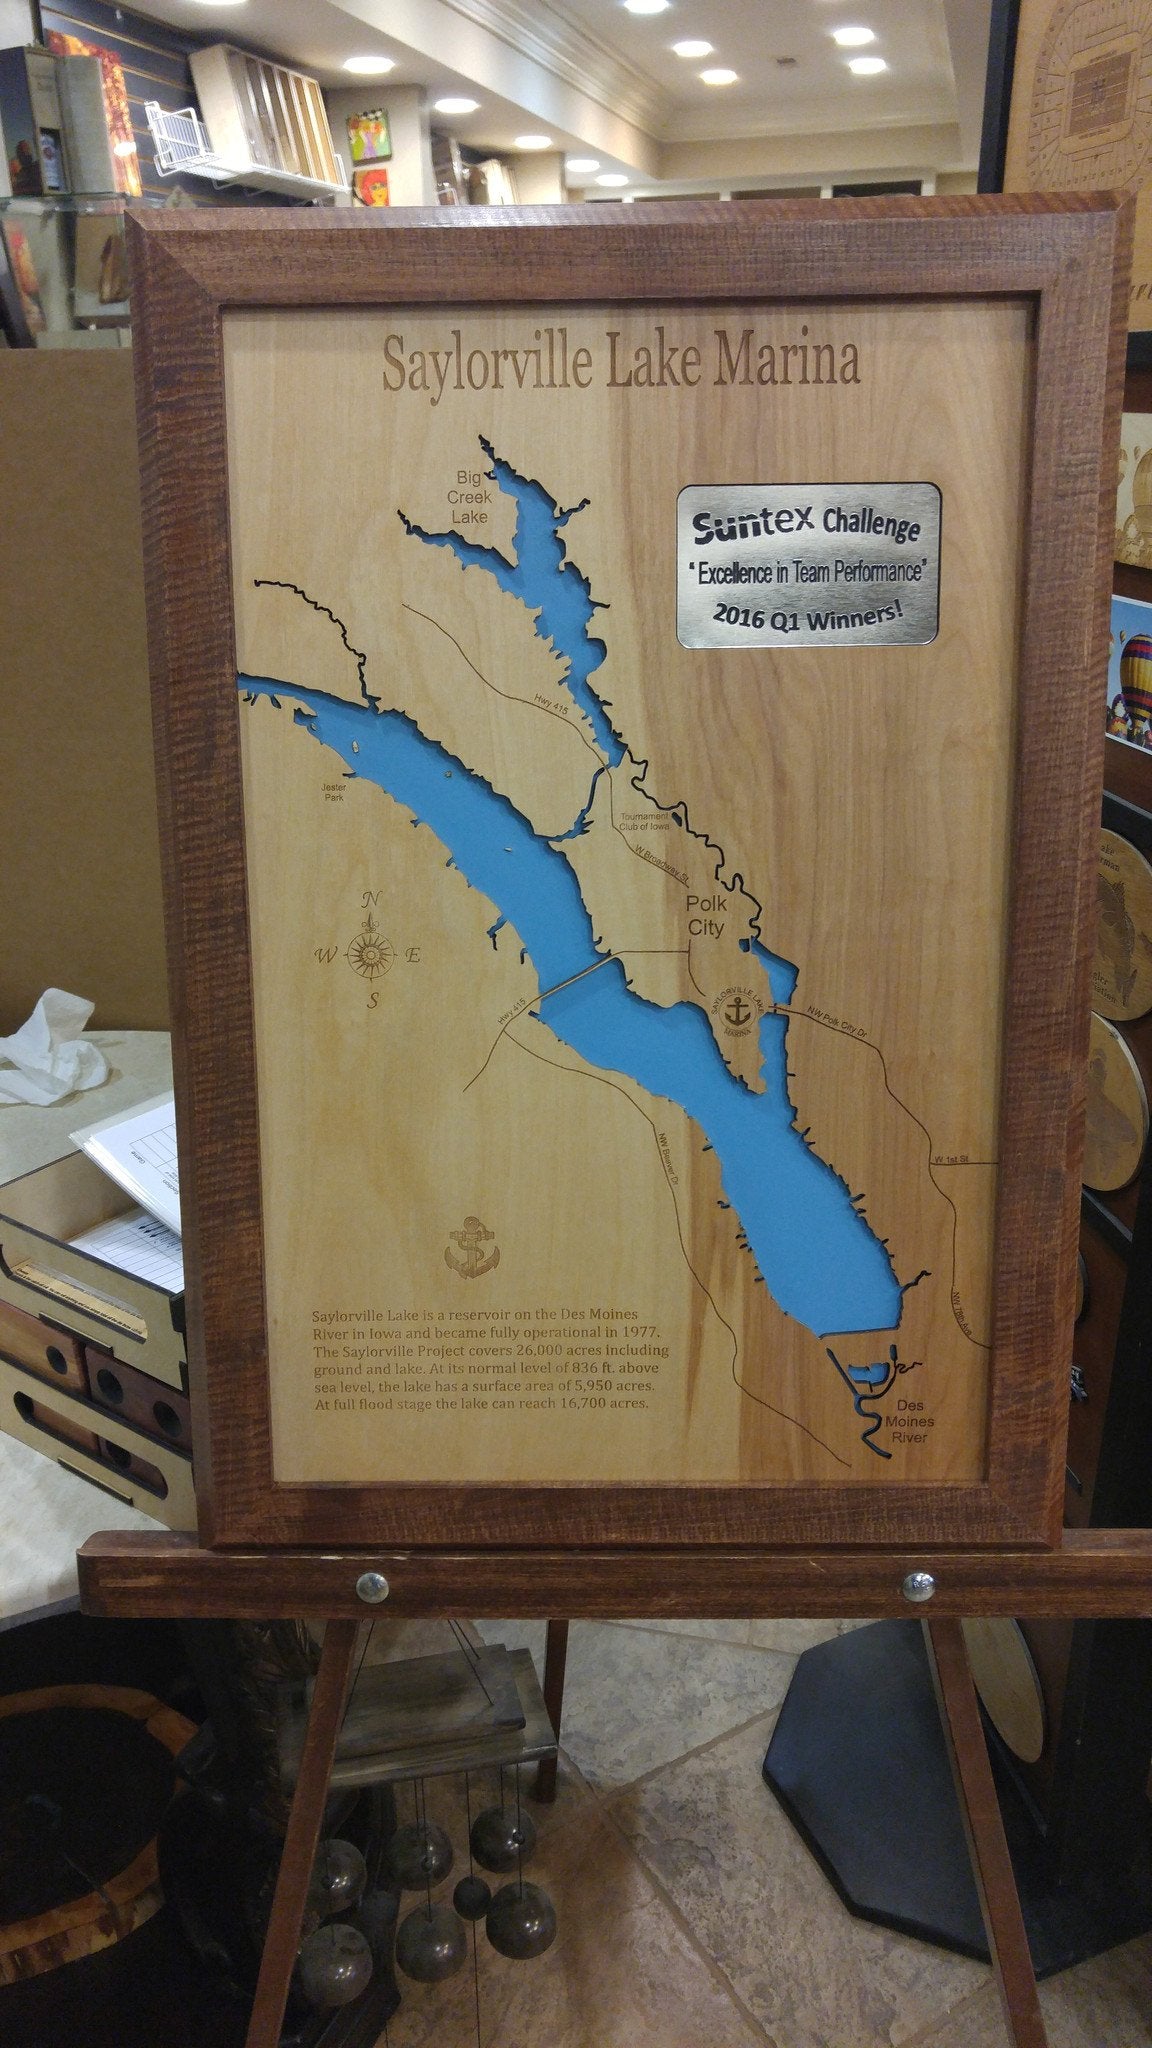 Saylorville Lake Marina
Big
Creek
Lake
Suntex Challenge
"Excellence in Team Performance"
2016 Q1 Winners!
Hwy 415
Jester
Park
Tournament
Club of Iowa
W Broadway St
Polk
City
N
W E
S
SAYLORVILLE LAKE
MARINA
Hwy 415
NW Polk City Dr
NW Beaver Dr
W 1st St
NW 78th Ave
Saylorville Lake is a reservoir on the Des Moines
River in Iowa and became fully operational in 1977.
The Saylorville Project covers 26,000 acres including
ground and lake. At its normal level of 836 ft. above
sea level, the lake has a surface area of 5,950 acres.
At full flood stage the lake can reach 16,700 acres.
Des
Moines
River
Game
Section